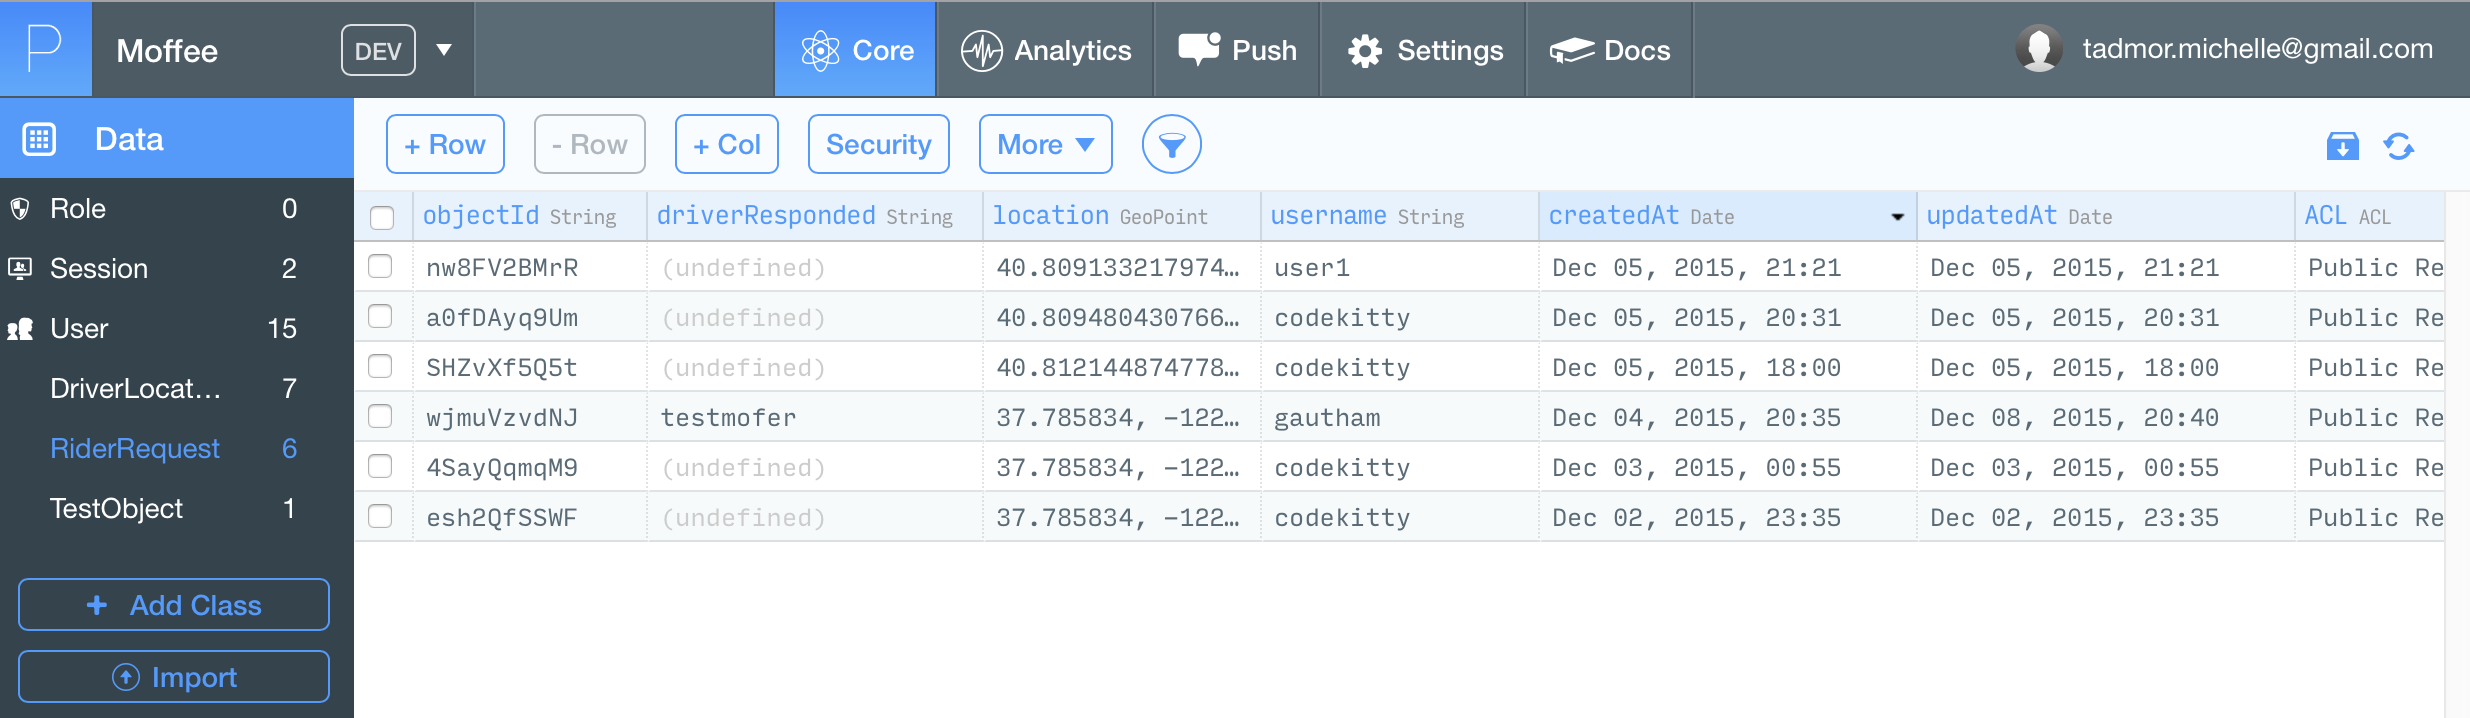 P Moffee DEV Core Analytics Push Settings Docs tadmor.michelle@gmail.com
Data
+ Row - Row + Col Security More
Role 0
Session 2
User 15
DriverLocat... 7
RiderRequest 6
TestObject 1
+ Add Class
Import
objectId String driverResponded String location GeoPoint username String createdAt Date updatedAt Date ACL ACL
nw8FV2BMrR (undefined) 40.809133217974… user1 Dec 05, 2015, 21:21 Dec 05, 2015, 21:21 Public Re
a0fDAyq9Um (undefined) 40.809480430766… codekitty Dec 05, 2015, 20:31 Dec 05, 2015, 20:31 Public Re
SHZvXf5Q5t (undefined) 40.812144874778… codekitty Dec 05, 2015, 18:00 Dec 05, 2015, 18:00 Public Re
wjmuVzvdNJ testmofer 37.785834, -122… gautham Dec 04, 2015, 20:35 Dec 08, 2015, 20:40 Public Re
4SayQqmqM9 (undefined) 37.785834, -122… codekitty Dec 03, 2015, 00:55 Dec 03, 2015, 00:55 Public Re
esh2QfSSWF (undefined) 37.785834, -122… codekitty Dec 02, 2015, 23:35 Dec 02, 2015, 23:35 Public Re